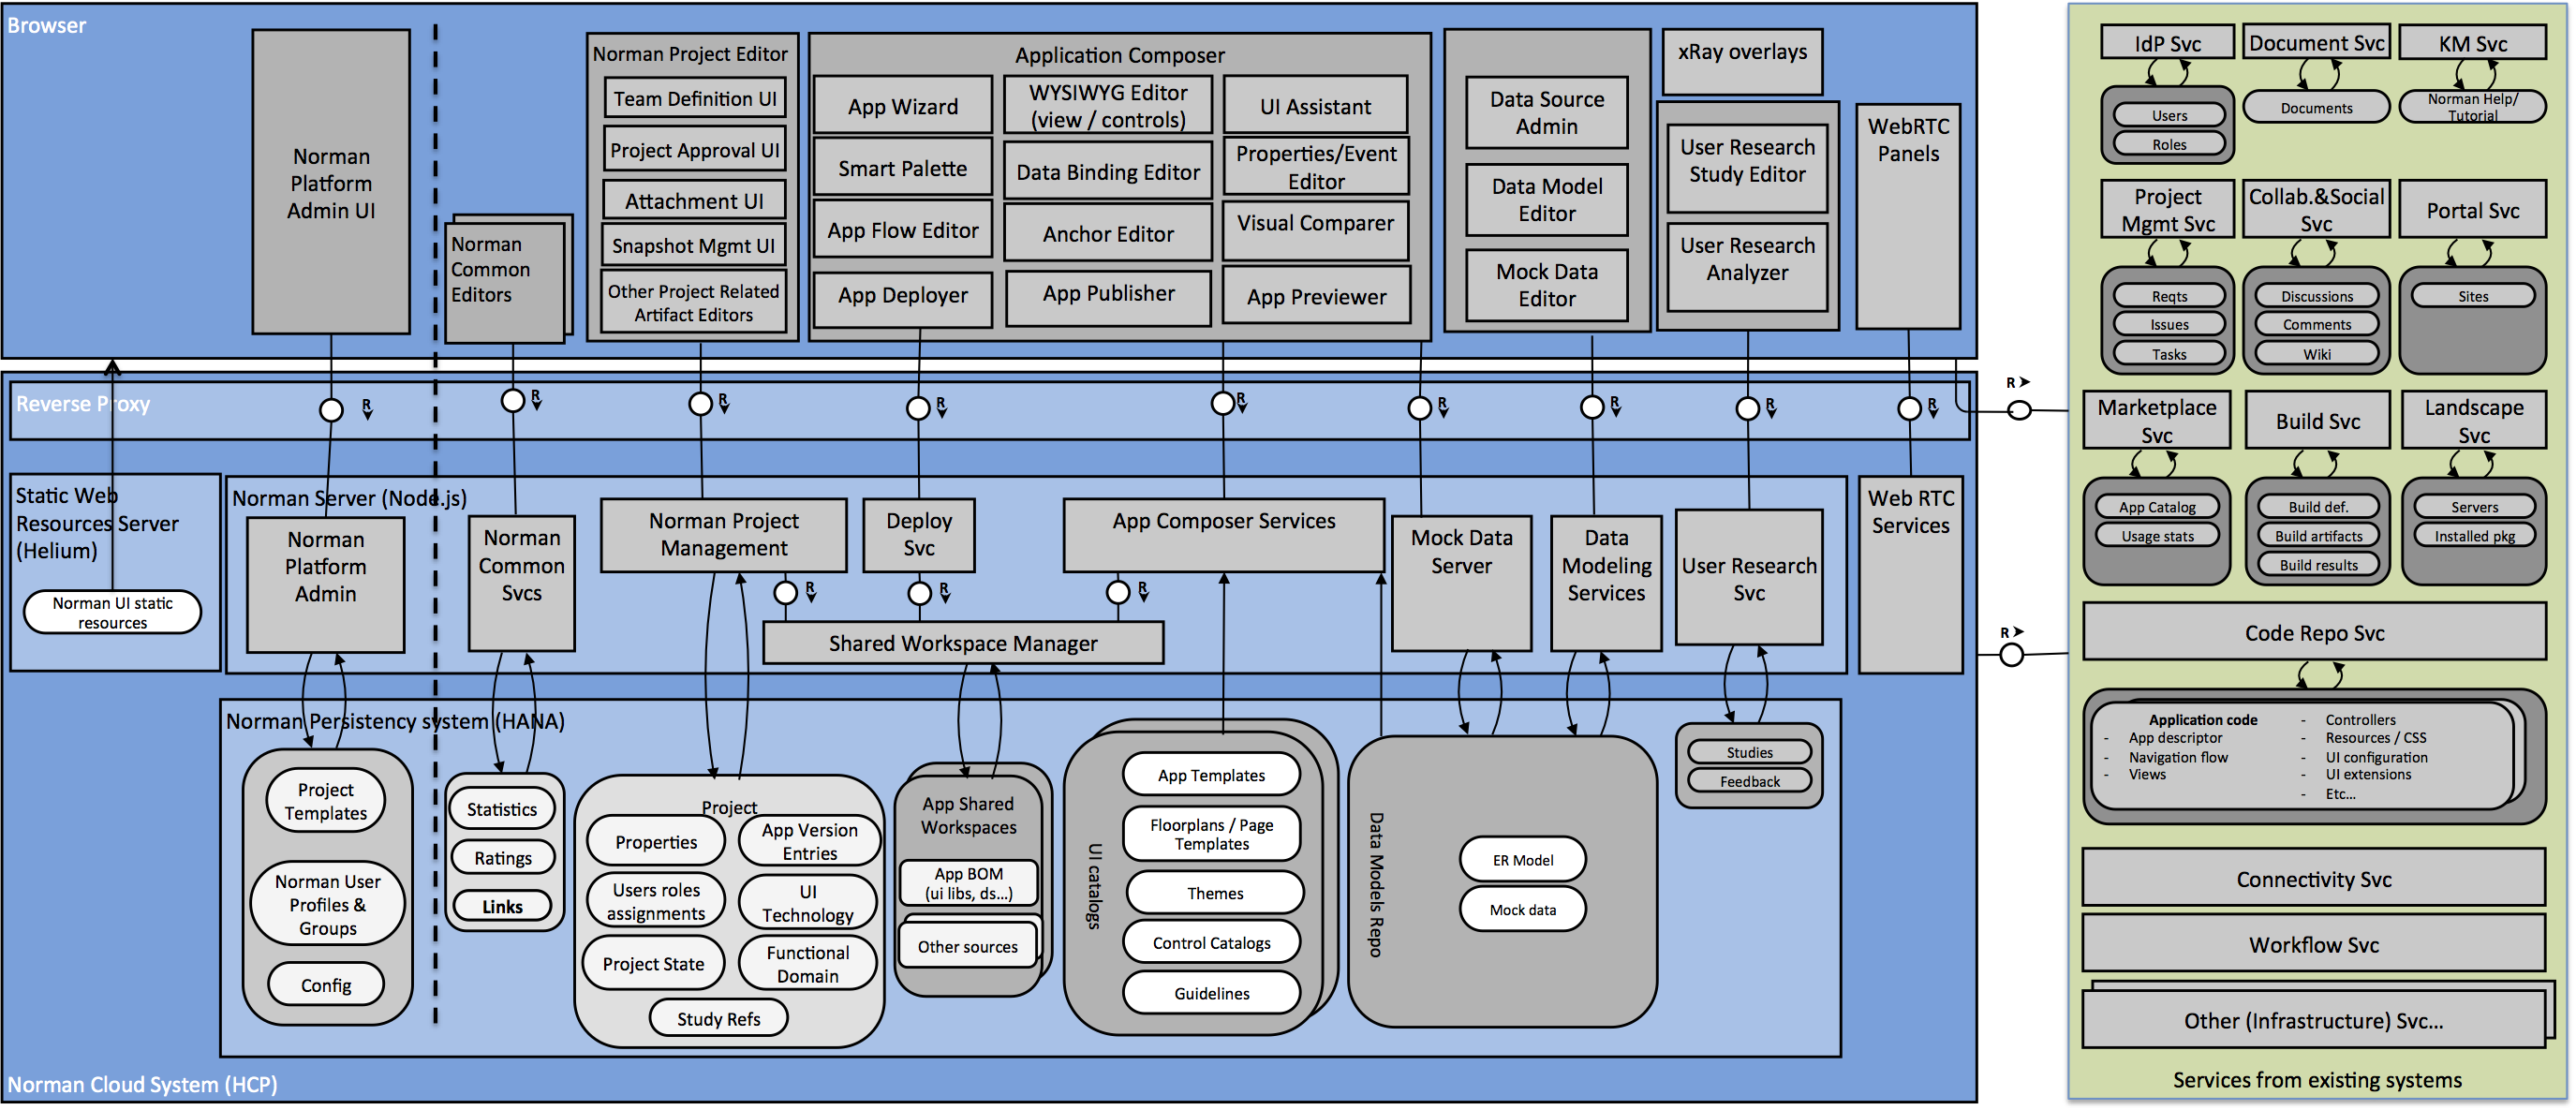 Browser
Norman
Platform
Admin UI
Norman
Common
Editors
Norman Project Editor
Team Definition UI
Project Approval UI
Attachment UI
Snapshot Mgmt UI
Other Project Related
Artifact Editors
Application Composer
App Wizard
Smart Palette
App Flow Editor
App Deployer
WYSIWYG Editor
(view / controls)
Data Binding Editor
Anchor Editor
App Publisher
UI Assistant
Properties/Event
Editor
Visual Comparer
App Previewer
Data Source
Admin
Data Model
Editor
Mock Data
Editor
xRay overlays
User Research
Study Editor
User Research
Analyzer
WebRTC
Panels
Reverse Proxy
R
R
R
R
R
R
R
R
R
R
Static Web
Resources Server
(Helium)
Norman UI static
resources
Norman Server (Node.js)
Norman
Platform
Admin
Norman
Common
Svcs
Norman Project
Management
Deploy
Svc
App Composer Services
R
R
R
Shared Workspace Manager
Mock Data
Server
Data
Modeling
Services
User Research
Svc
Web RTC
Services
R
Norman Persistency system (HANA)
Project
Templates
Norman User
Profiles &
Groups
Config
Statistics
Ratings
Links
Project
Properties
App Version
Entries
Users roles
assignments
UI
Technology
Project State
Functional
Domain
Study Refs
App Shared
Workspaces
App BOM
(ui libs, ds...)
Other sources
UI catalogs
App Templates
Floorplans / Page
Templates
Themes
Control Catalogs
Guidelines
Data Models Repo
ER Model
Mock data
Studies
Feedback
Norman Cloud System (HCP)
IdP Svc
Users
Roles
Document Svc
Documents
KM Svc
Norman Help/
Tutorial
Project
Mgmt Svc
Reqts
Issues
Tasks
Collab.&Social
Svc
Discussions
Comments
Wiki
Portal Svc
Sites
Marketplace
Svc
App Catalog
Usage stats
Build Svc
Build def.
Build artifacts
Build results
Landscape
Svc
Servers
Installed pkg
Code Repo Svc
Application code
- App descriptor
- Navigation flow
- Views
- Controllers
- Resources / CSS
- UI configuration
- UI extensions
- Etc...
Connectivity Svc
Workflow Svc
Other (Infrastructure) Svc...
Services from existing systems